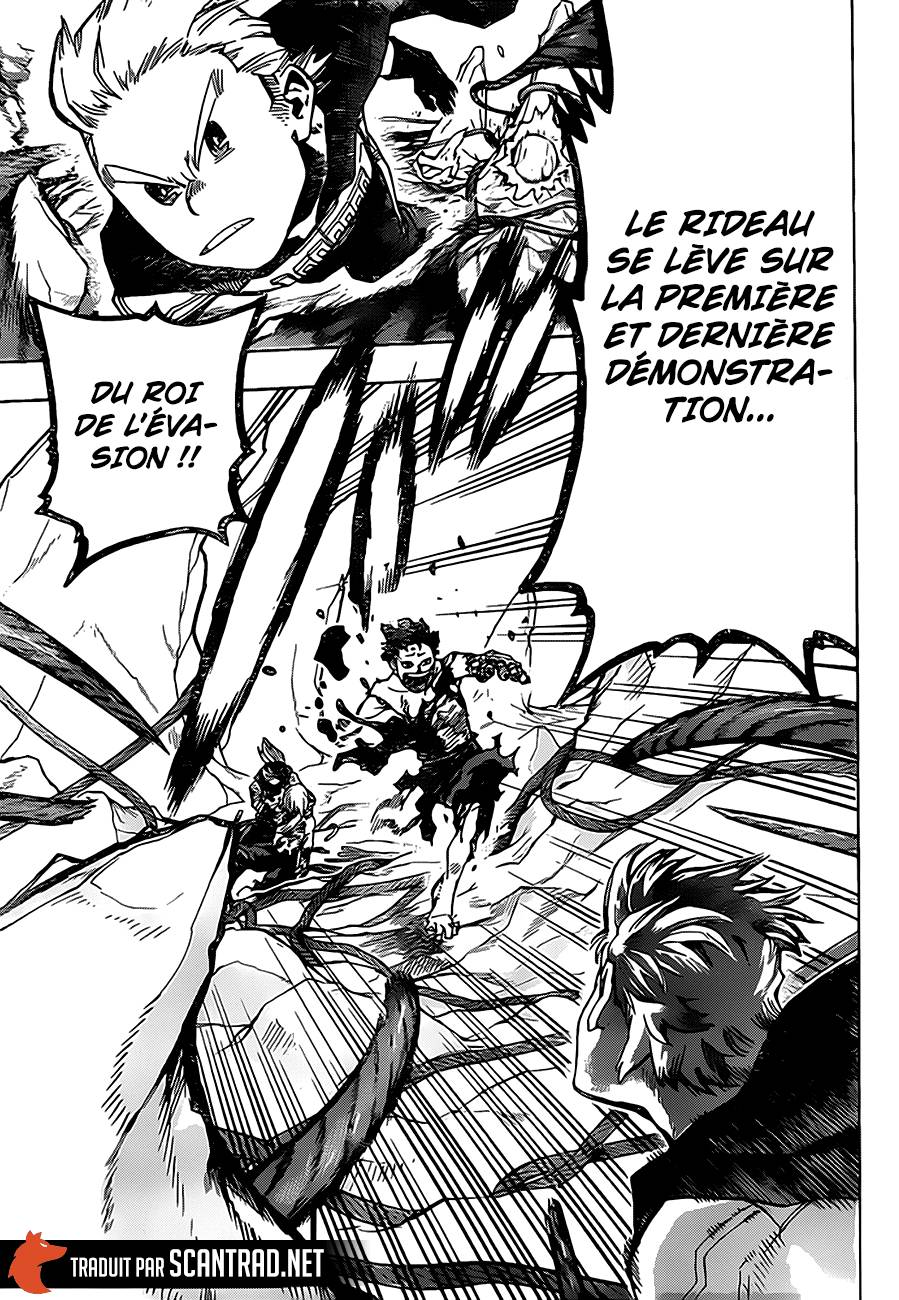 LE RIDEAU
SE LÈVE SUR
LA PREMIÈRE
ET DERNIÈRE
DÉMONSTRA-
TION...
DU ROI
DE L'ÉVA-
SION !!
TRADUIT PAR SCANTRAD.NET